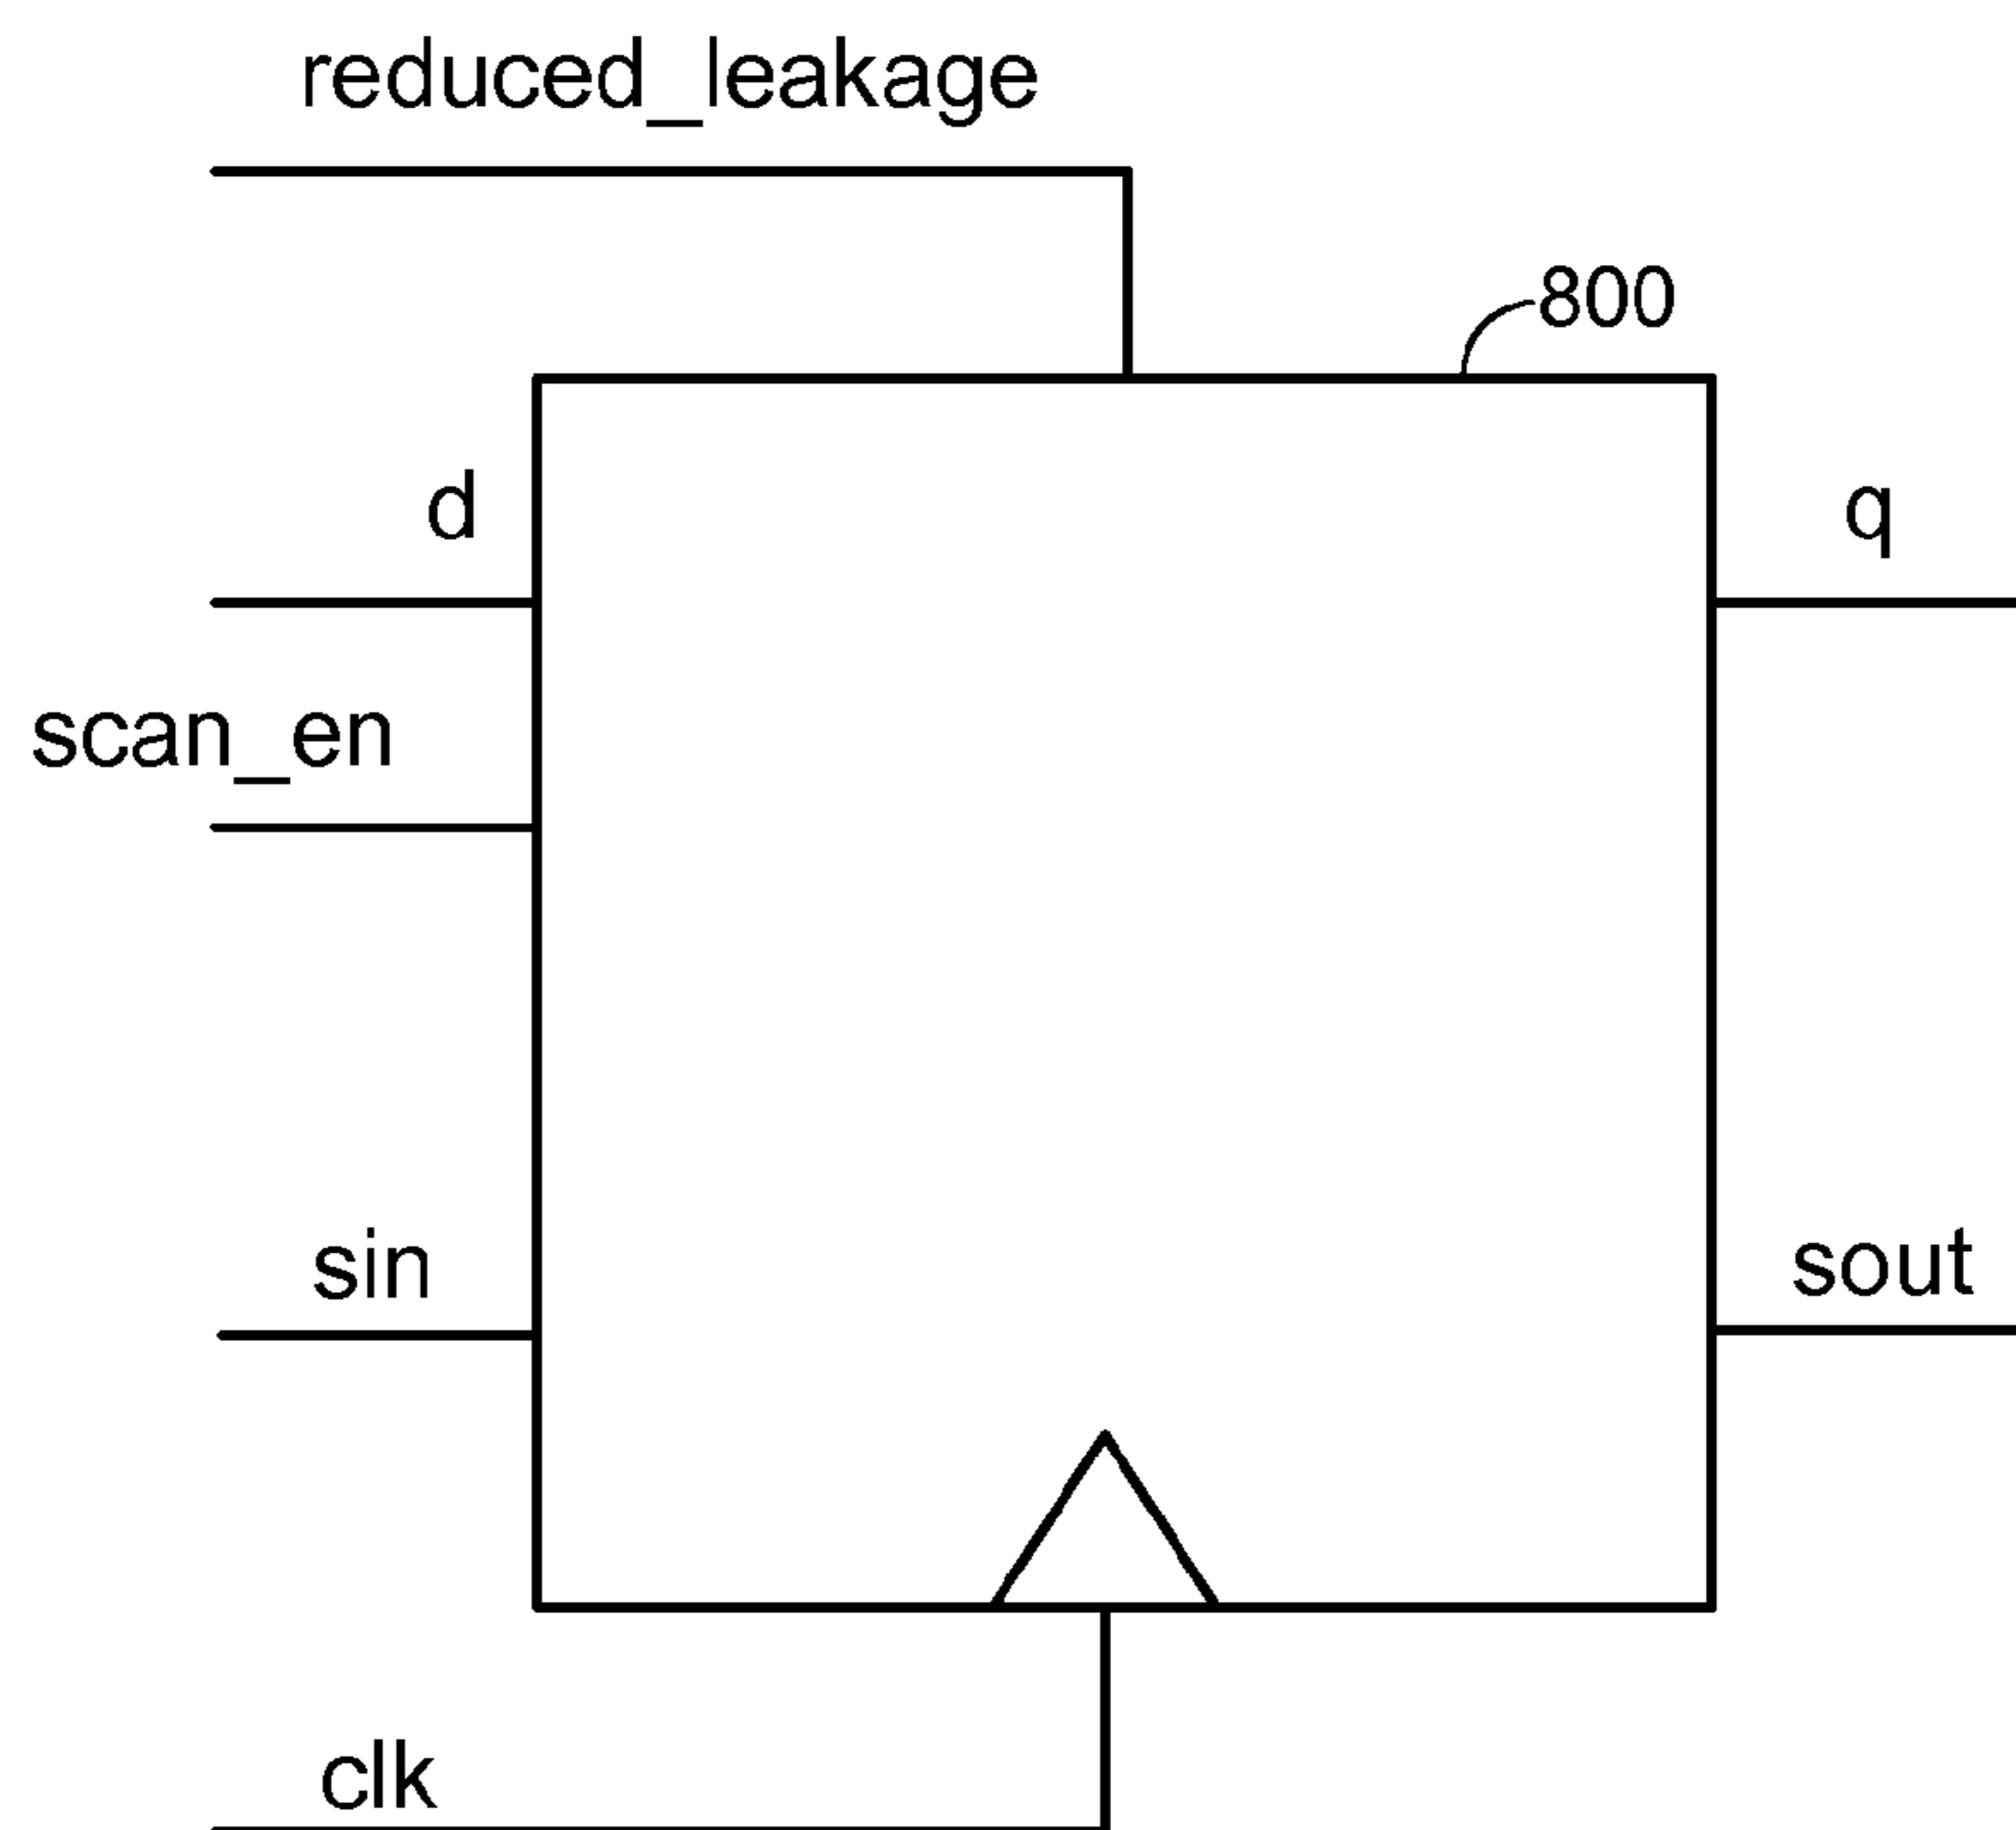 reduced_leakage
800
d
q
scan_en
sin
sout
clk